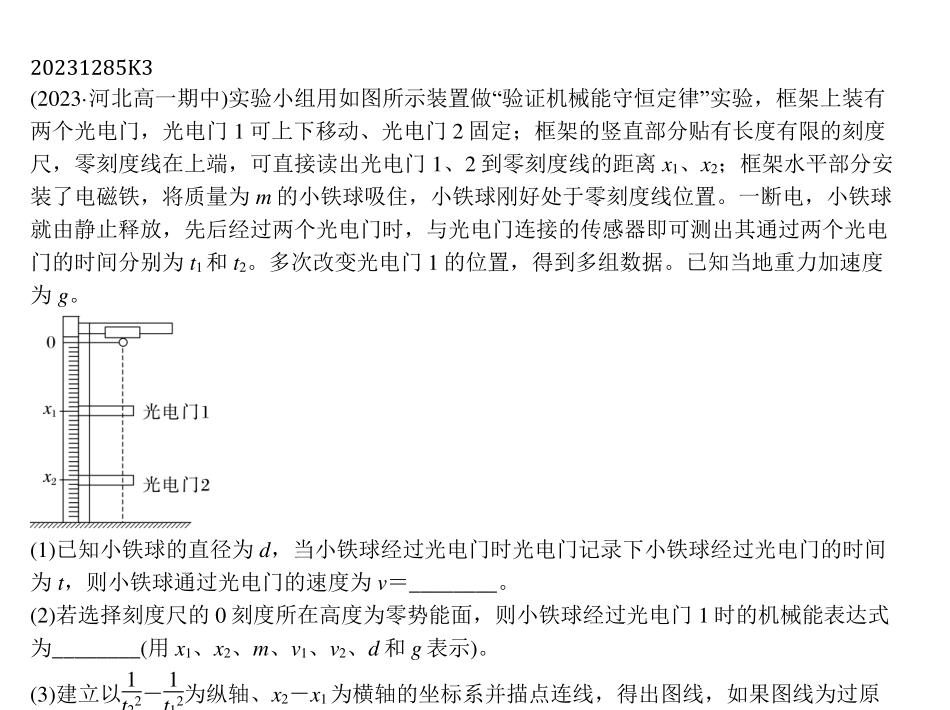 20231285K3
(2023·河北高一期中)实验小组用如图所示装置做“验证机械能守恒定律”实验，框架上装有
两个光电门，光电门 1 可上下移动、光电门 2 固定；框架的竖直部分贴有长度有限的刻度
尺，零刻度线在上端，可直接读出光电门 1、2 到零刻度线的距离 x₁、x₂；框架水平部分安
装了电磁铁，将质量为 m 的小铁球吸住，小铁球刚好处于零刻度线位置。一断电，小铁球
就由静止释放，先后经过两个光电门时，与光电门连接的传感器即可测出其通过两个光电
门的时间分别为 t₁和 t₂。多次改变光电门 1 的位置，得到多组数据。已知当地重力加速度
为 g。
0
x₁
光电门1
x₂
光电门2
(1)已知小铁球的直径为 d，当小铁球经过光电门时光电门记录下小铁球经过光电门的时间
为 t，则小铁球通过光电门的速度为 v＝________。
(2)若选择刻度尺的 0 刻度所在高度为零势能面，则小铁球经过光电门 1 时的机械能表达式
为________(用 x₁、x₂、m、v₁、v₂、d 和 g 表示)。
(3)建立以1/t₂²－1/t₁²为纵轴、x₂－x₁为横轴的坐标系并描点连线，得出图线，如果图线为过原